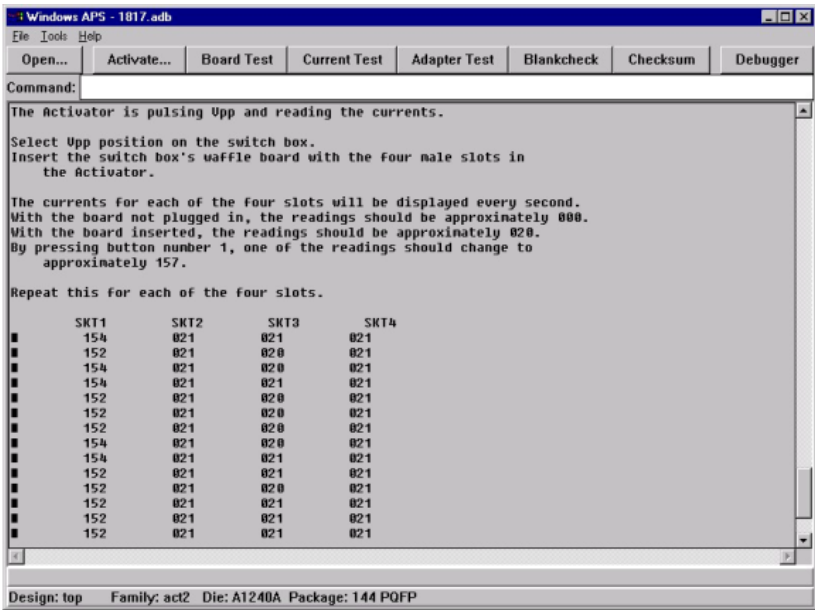 Windows APS - 1817.adb
File Tools Help
Open... Activate... Board Test Current Test Adapter Test Blankcheck Checksum Debugger
Command:
The Activator is pulsing Vpp and reading the currents.
Select Vpp position on the switch box.
Insert the switch box's waffle board with the four male slots in
the Activator.
The currents for each of the four slots will be displayed every second.
With the board not plugged in, the readings should be approximately 000.
With the board inserted, the readings should be approximately 020.
By pressing button number 1, one of the readings should change to
approximately 157.
Repeat this for each of the four slots.
SKT1 SKT2 SKT3 SKT4
154 021 021 021
152 021 020 021
154 021 020 021
154 021 021 021
152 021 020 021
152 021 020 021
154 021 020 021
154 021 021 021
152 021 021 021
152 021 020 021
152 021 021 021
152 021 021 021
152 021 021 021
Design: top Family: act2 Die: A1240A Package: 144 PQFP